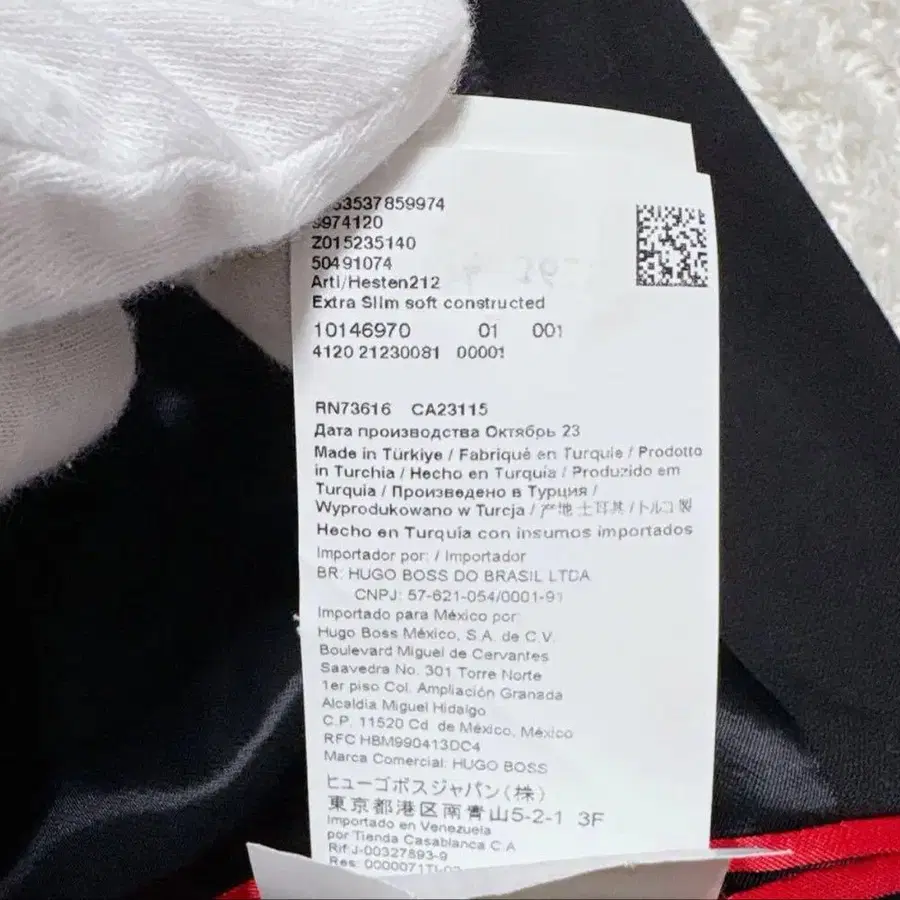 53537859974
9974120
Z015235140
50491074
Arti/Hesten212
Extra Slim soft constructed
10146970 01 001
4120 21230081 00001
RN73616 CA23115
Дата производства Октябрь 23
Made in Türkiye / Fabriqué en Turquie / Prodotto
in Turchia / Hecho en Turquía / Produzido em
Turquia / Произведено в Турция /
Wyprodukowano w Turcja / 产地 土耳其 / トルコ製
Hecho en Turquía con insumos importados
Importador por: / Importador
BR: HUGO BOSS DO BRASIL LTDA
CNPJ: 57-621-054/0001-91
Importado para México por:
Hugo Boss México, S.A. de C.V.
Boulevard Miguel de Cervantes
Saavedra No. 301 Torre Norte
1er piso Col. Ampliación Granada
Alcaldia Miguel Hidalgo
C.P. 11520 Cd de México, México
RFC HBM990413DC4
Marca Comercial: HUGO BOSS
ヒューゴボスジャパン(株)
東京都港区南青山5-2-1 3F
Importado en Venezuela
por Tienda Casablanca C.A
Rif J-00327893-9
Res: 0000071TI-02